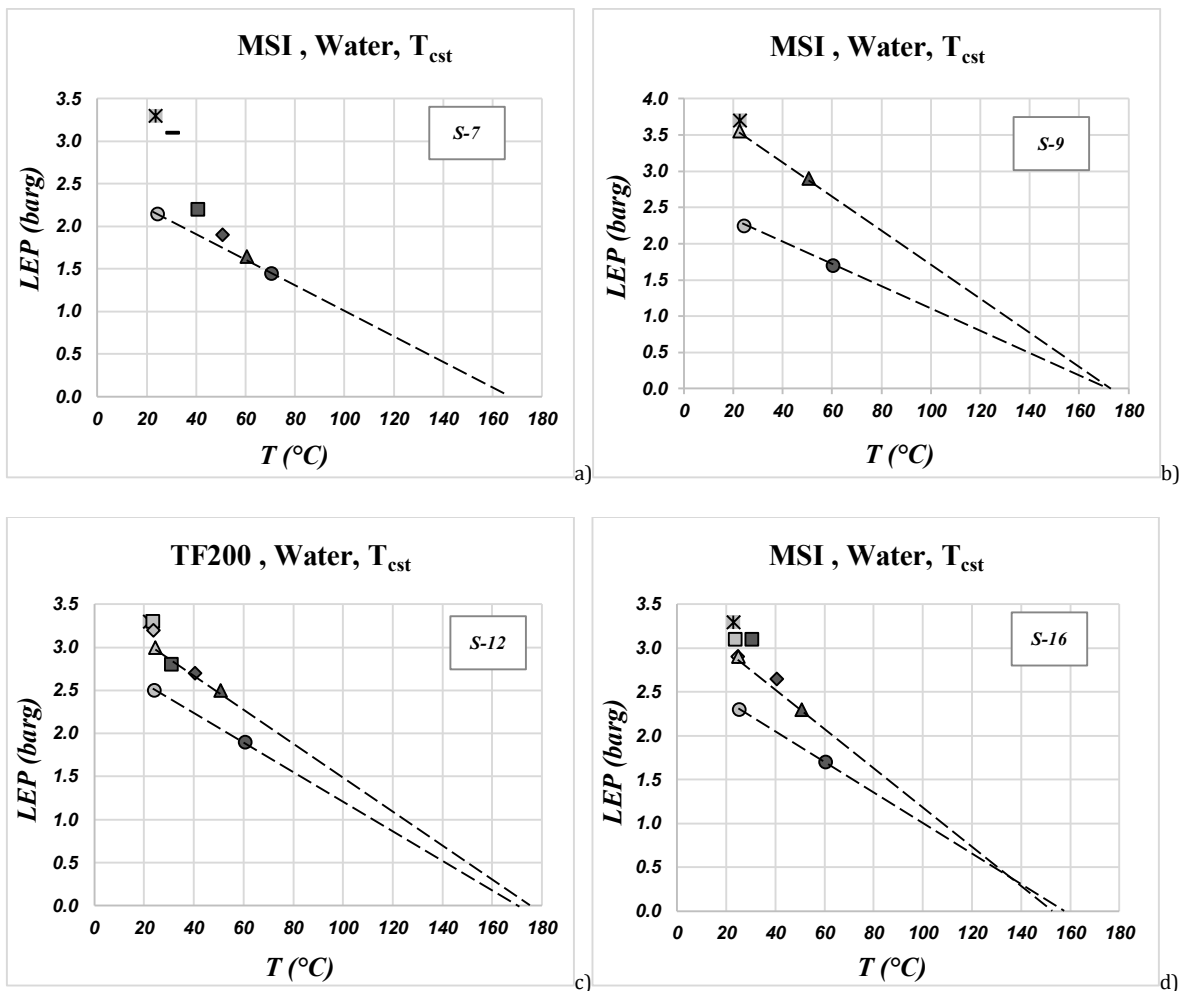 MSI , Water, Tcst
3.5
3.0
2.5
2.0
1.5
1.0
0.5
0.0
LEP (barg)
S-7
0 20 40 60 80 100 120 140 160 180
T (°C)
a)
MSI , Water, Tcst
4.0
3.5
3.0
2.5
2.0
1.5
1.0
0.5
0.0
LEP (barg)
S-9
0 20 40 60 80 100 120 140 160 180
T (°C)
b)
TF200 , Water, Tcst
3.5
3.0
2.5
2.0
1.5
1.0
0.5
0.0
LEP (barg)
S-12
0 20 40 60 80 100 120 140 160 180
T (°C)
c)
MSI , Water, Tcst
3.5
3.0
2.5
2.0
1.5
1.0
0.5
0.0
LEP (barg)
S-16
0 20 40 60 80 100 120 140 160 180
T (°C)
d)